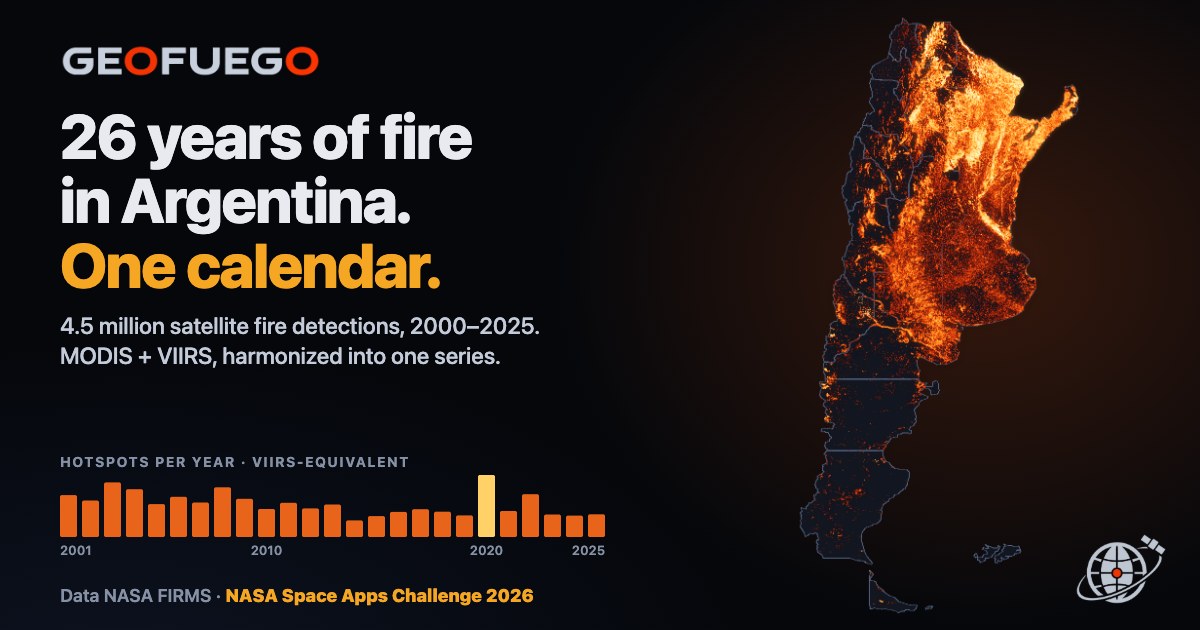 GEOFUEGO
26 years of fire
in Argentina.
One calendar.
4.5 million satellite fire detections, 2000–2025.
MODIS + VIIRS, harmonized into one series.
HOTSPOTS PER YEAR · VIIRS-EQUIVALENT
2001 2010 2020 2025
Data NASA FIRMS · NASA Space Apps Challenge 2026